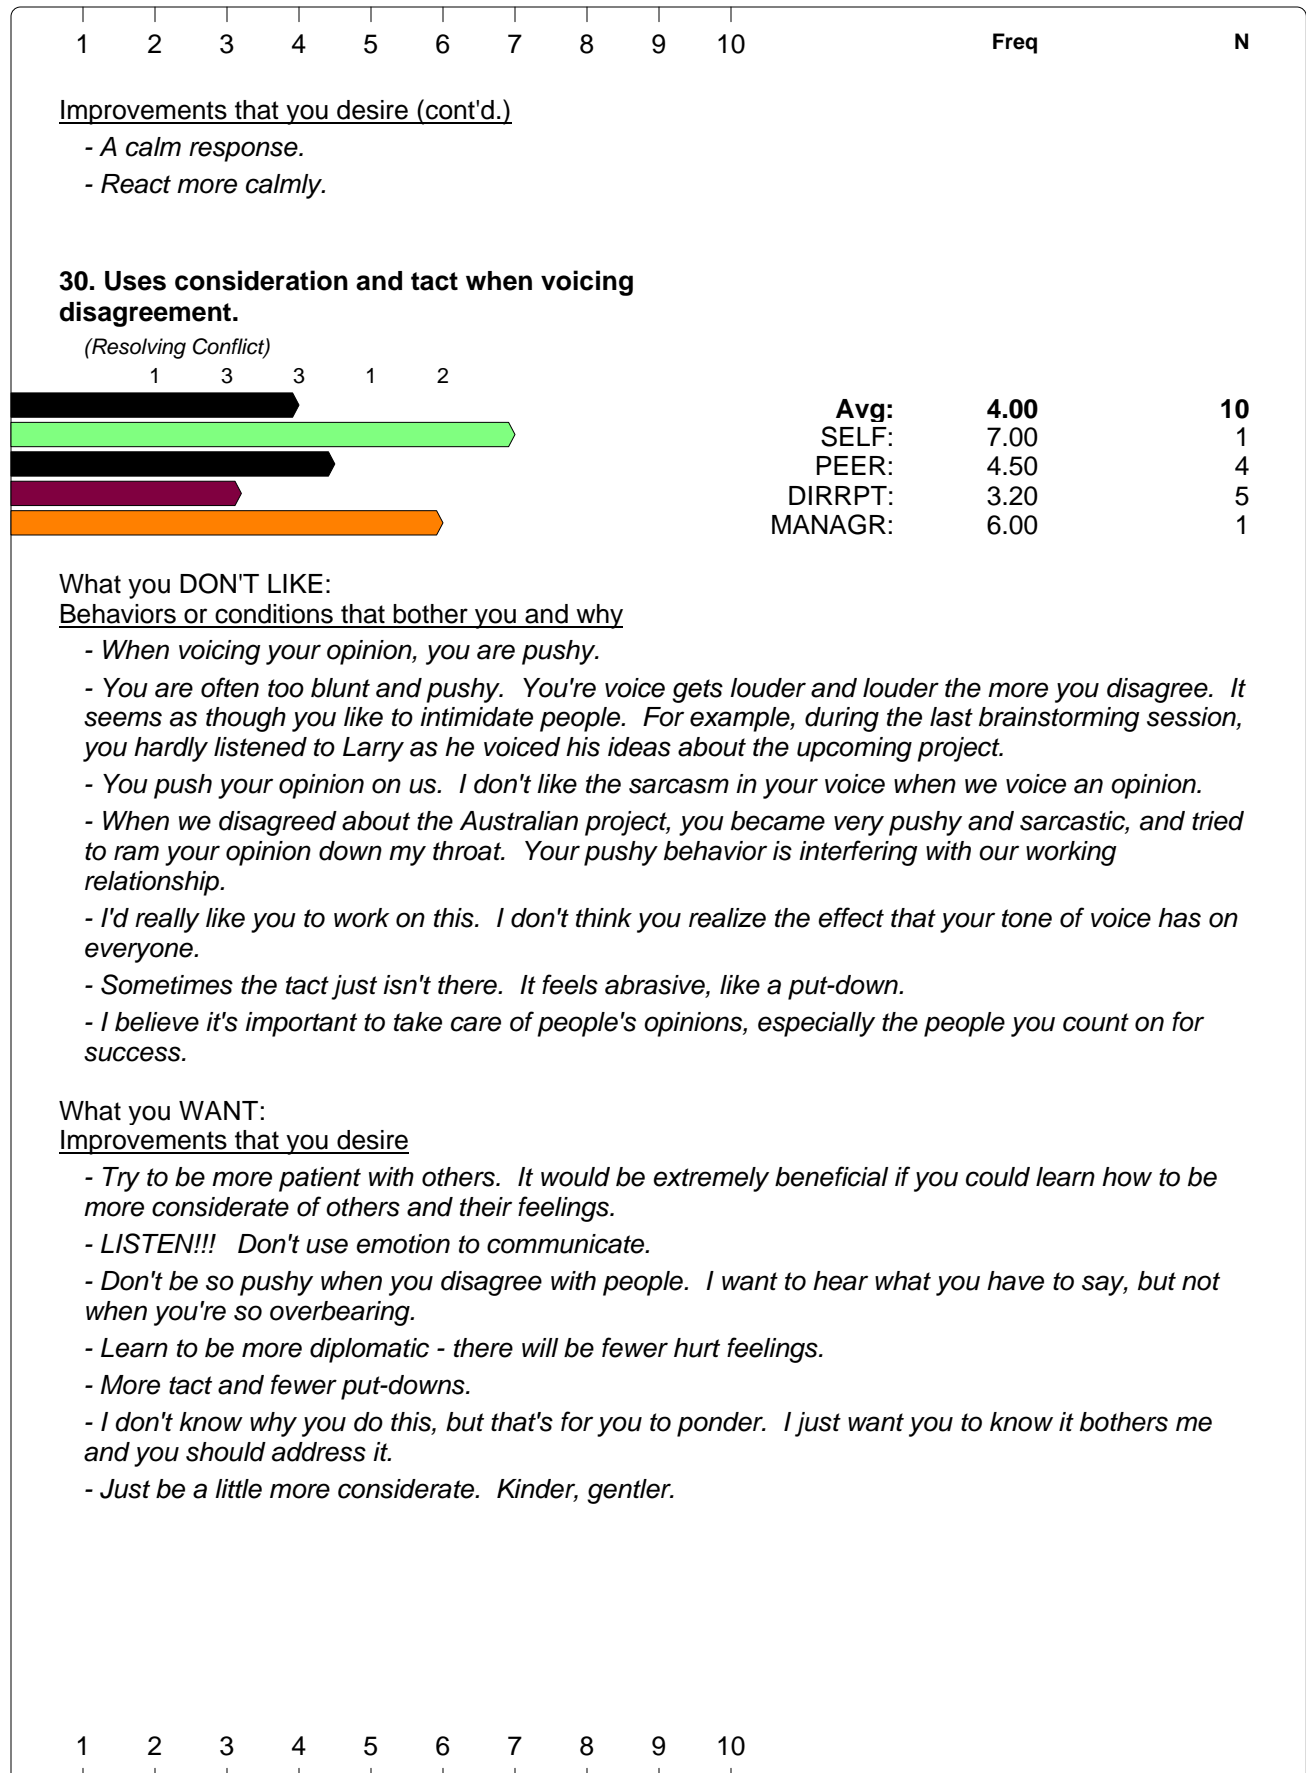 1 2 3 4 5 6 7 8 9 10 Freq N
Improvements that you desire (cont'd.)
- A calm response.
- React more calmly.
30. Uses consideration and tact when voicing
disagreement.
(Resolving Conflict)
1 3 3 1 2
Avg: 4.00 10
SELF: 7.00 1
PEER: 4.50 4
DIRRPT: 3.20 5
MANAGR: 6.00 1
What you DON'T LIKE:
Behaviors or conditions that bother you and why
- When voicing your opinion, you are pushy.
- You are often too blunt and pushy.  You're voice gets louder and louder the more you disagree.  It
seems as though you like to intimidate people.  For example, during the last brainstorming session,
you hardly listened to Larry as he voiced his ideas about the upcoming project.
- You push your opinion on us.  I don't like the sarcasm in your voice when we voice an opinion.
- When we disagreed about the Australian project, you became very pushy and sarcastic, and tried
to ram your opinion down my throat.  Your pushy behavior is interfering with our working
relationship.
- I'd really like you to work on this.  I don't think you realize the effect that your tone of voice has on
everyone.
- Sometimes the tact just isn't there.  It feels abrasive, like a put-down.
- I believe it's important to take care of people's opinions, especially the people you count on for
success.
What you WANT:
Improvements that you desire
- Try to be more patient with others.  It would be extremely beneficial if you could learn how to be
more considerate of others and their feelings.
- LISTEN!!!   Don't use emotion to communicate.
- Don't be so pushy when you disagree with people.  I want to hear what you have to say, but not
when you're so overbearing.
- Learn to be more diplomatic - there will be fewer hurt feelings.
- More tact and fewer put-downs.
- I don't know why you do this, but that's for you to ponder.  I just want you to know it bothers me
and you should address it.
- Just be a little more considerate.  Kinder, gentler.
1 2 3 4 5 6 7 8 9 10